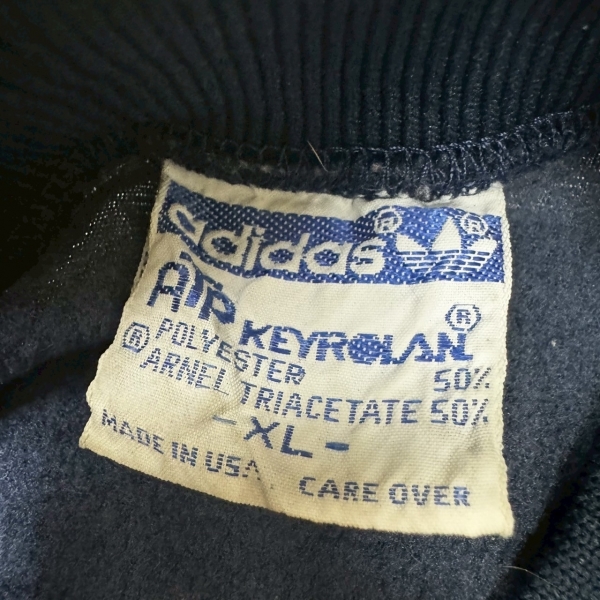 adidas®
ATP KEYROLAN®
POLYESTER 50%
®ARNEL TRIACETATE 50%
-XL-
MADE IN USA. CARE OVER